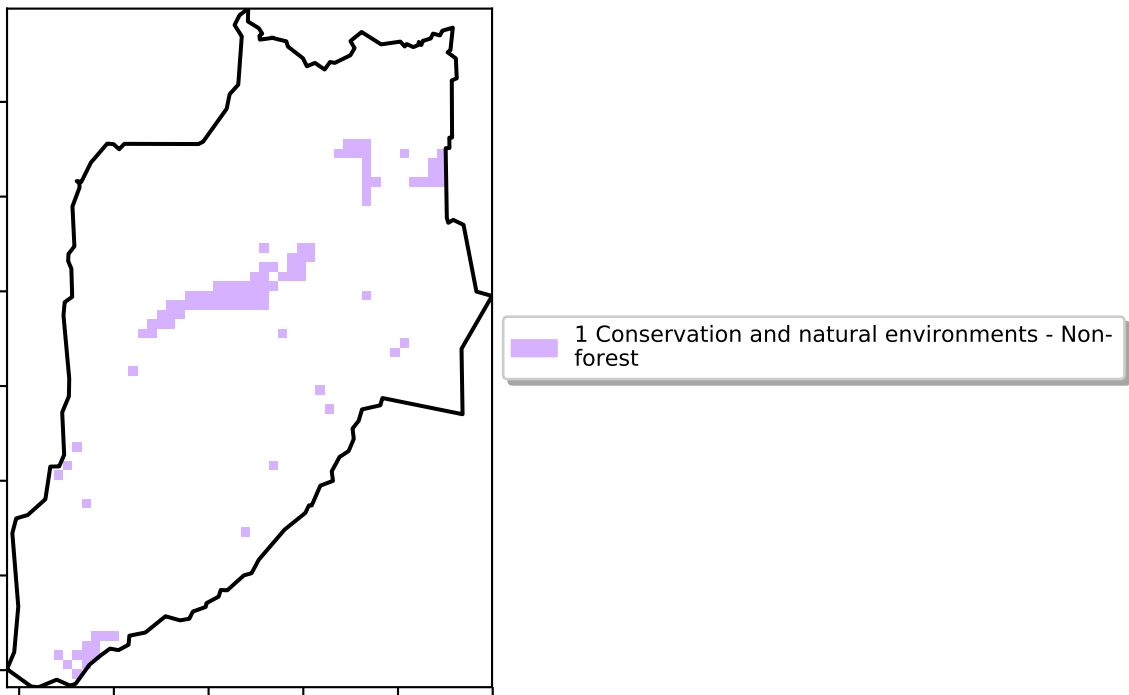 1 Conservation and natural environments - Non-
forest